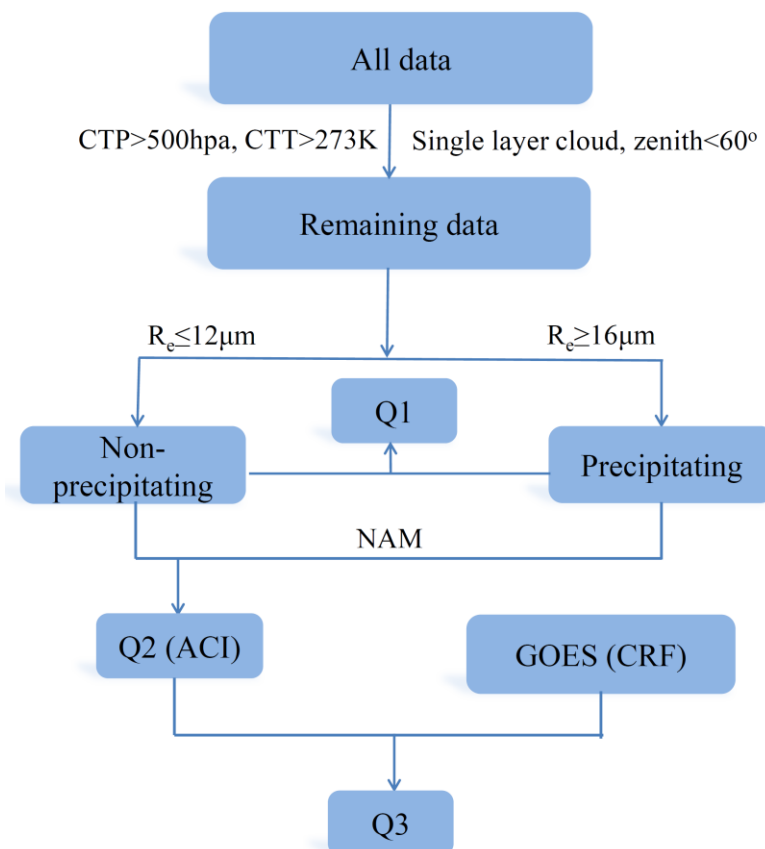 All data
CTP>500hpa, CTT>273K
Single layer cloud, zenith<60°
Remaining data
Re≤12μm
Re≥16μm
Q1
Non-
precipitating
Precipitating
NAM
Q2 (ACI)
GOES (CRF)
Q3